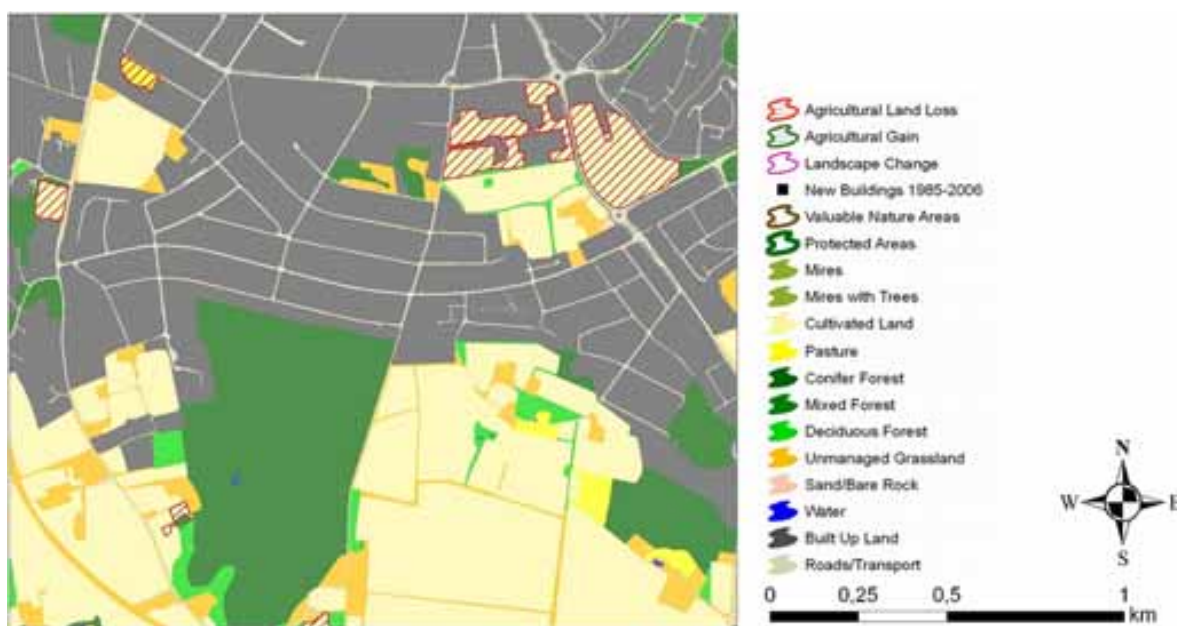 Agricultural Land Loss
Agricultural Gain
Landscape Change
New Buildings 1985-2006
Valuable Nature Areas
Protected Areas
Mires
Mires with Trees
Cultivated Land
Pasture
Conifer Forest
Mixed Forest
Deciduous Forest
Unmanaged Grassland
Sand/Bare Rock
Water
Built Up Land
Roads/Transport
N
W E
S
0 0,25 0,5 1
km